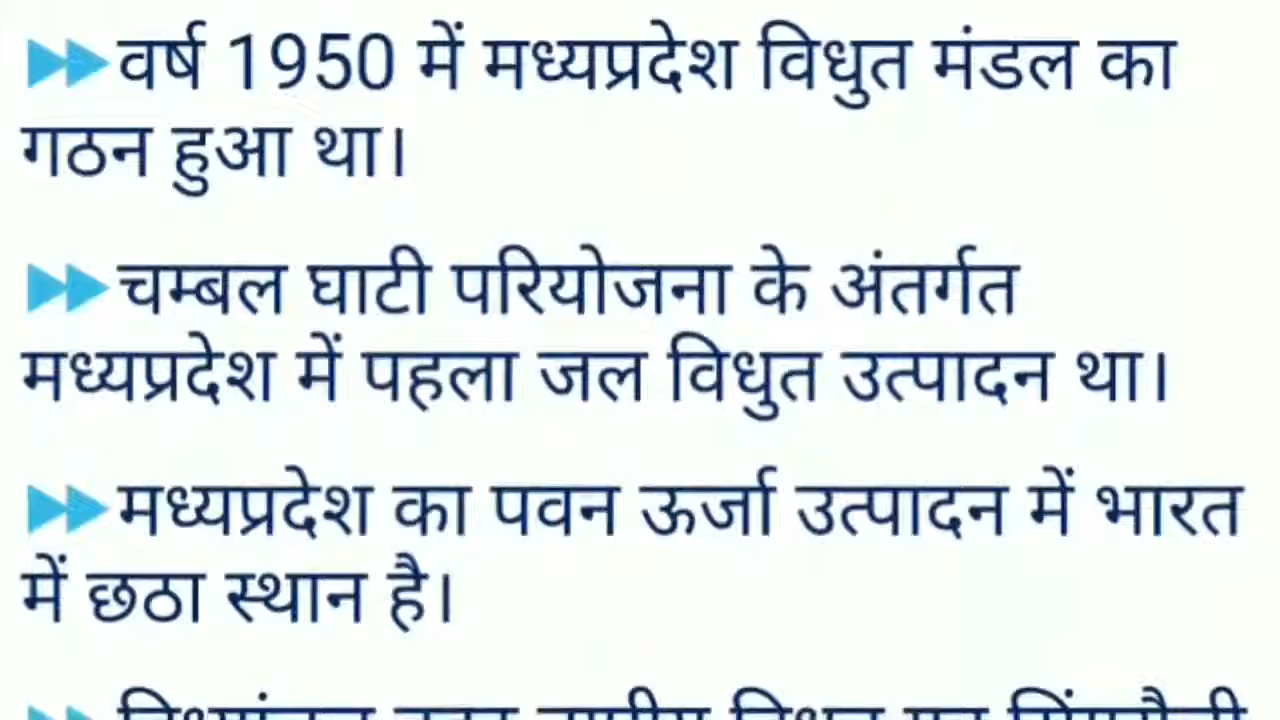 ▶▶वर्ष 1950 में मध्यप्रदेश विधुत मंडल का
गठन हुआ था।
▶▶चम्बल घाटी परियोजना के अंतर्गत
मध्यप्रदेश में पहला जल विधुत उत्पादन था।
▶▶मध्यप्रदेश का पवन ऊर्जा उत्पादन में भारत
में छठा स्थान है।